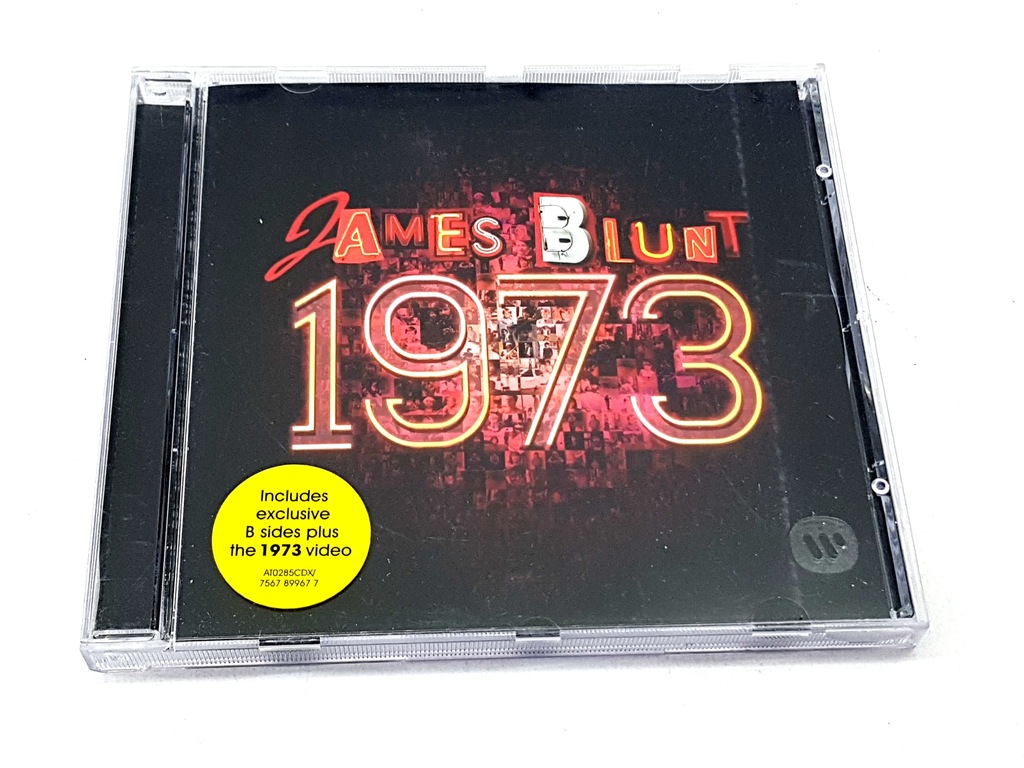 JAMES BLUNT
1973
Includes
exclusive
B sides plus
the 1973 video
AT0285CDX/
7567 89967 7